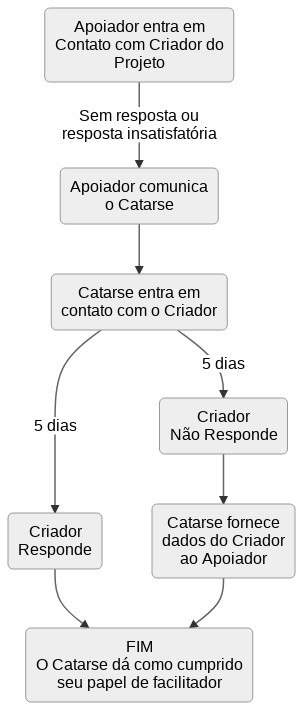 Apoiador entra em
Contato com Criador do
Projeto
Sem resposta ou
resposta insatisfatória
Apoiador comunica
o Catarse
Catarse entra em
contato com o Criador
5 dias
Criador
Não Responde
5 dias
Catarse fornece
dados do Criador
ao Apoiador
Criador
Responde
FIM
O Catarse dá como cumprido
seu papel de facilitador